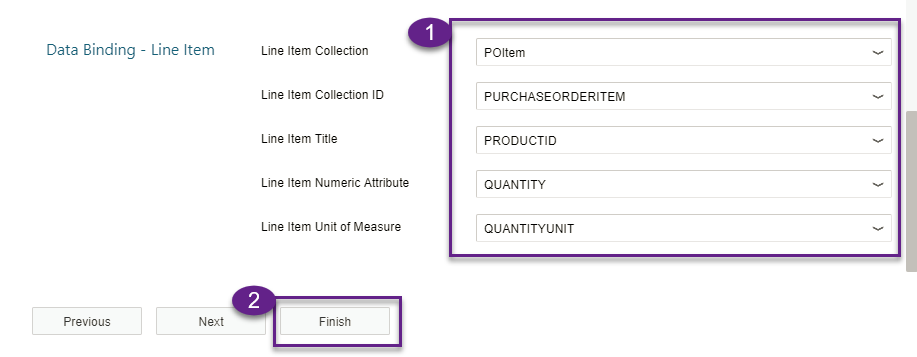 1
Data Binding - Line Item
Line Item Collection
POItem
Line Item Collection ID
PURCHASEORDERITEM
Line Item Title
PRODUCTID
Line Item Numeric Attribute
QUANTITY
Line Item Unit of Measure
QUANTITYUNIT
2
Previous
Next
Finish